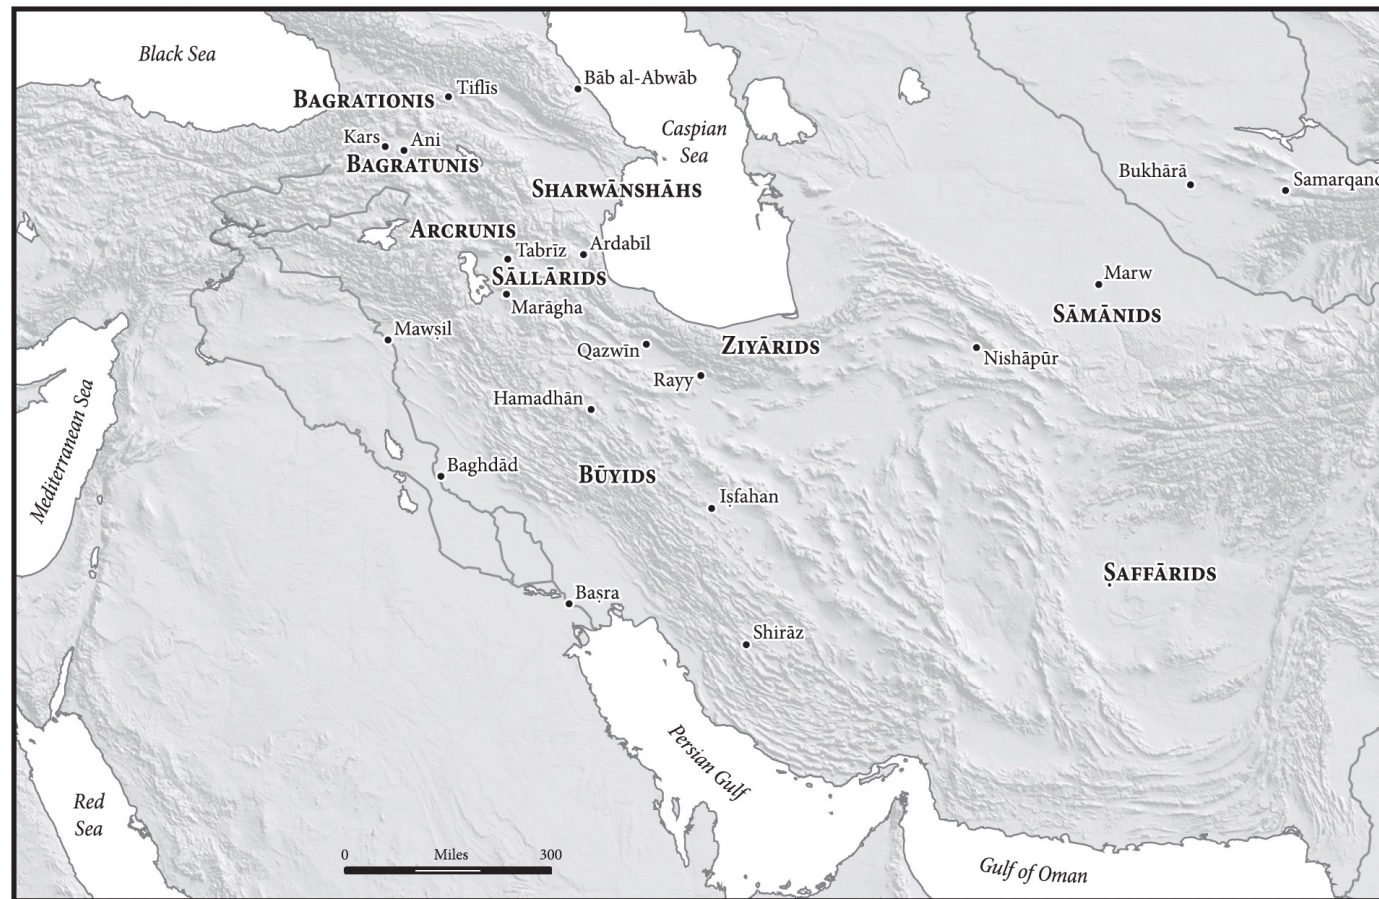 Black Sea
Bāb al-Abwāb
Tiflīs
BAGRATIONIS
Caspian
Sea
Kars
Ani
BAGRATUNIS
Bukhārā
Samarqand
SHARWĀNSHĀHS
ARCRUNIS
Ardabīl
Tabrīz
SĀLLĀRIDS
Marw
Marāgha
SĀMĀNIDS
Mawṣil
Qazwīn
ZIYĀRIDS
Nishāpūr
Rayy
Hamadhān
Mediterranean Sea
Baghdād
BŪYIDS
Iṣfahan
ṢAFFĀRIDS
Baṣra
Shirāz
Persian Gulf
Red
Sea
0 Miles 300
Gulf of Oman